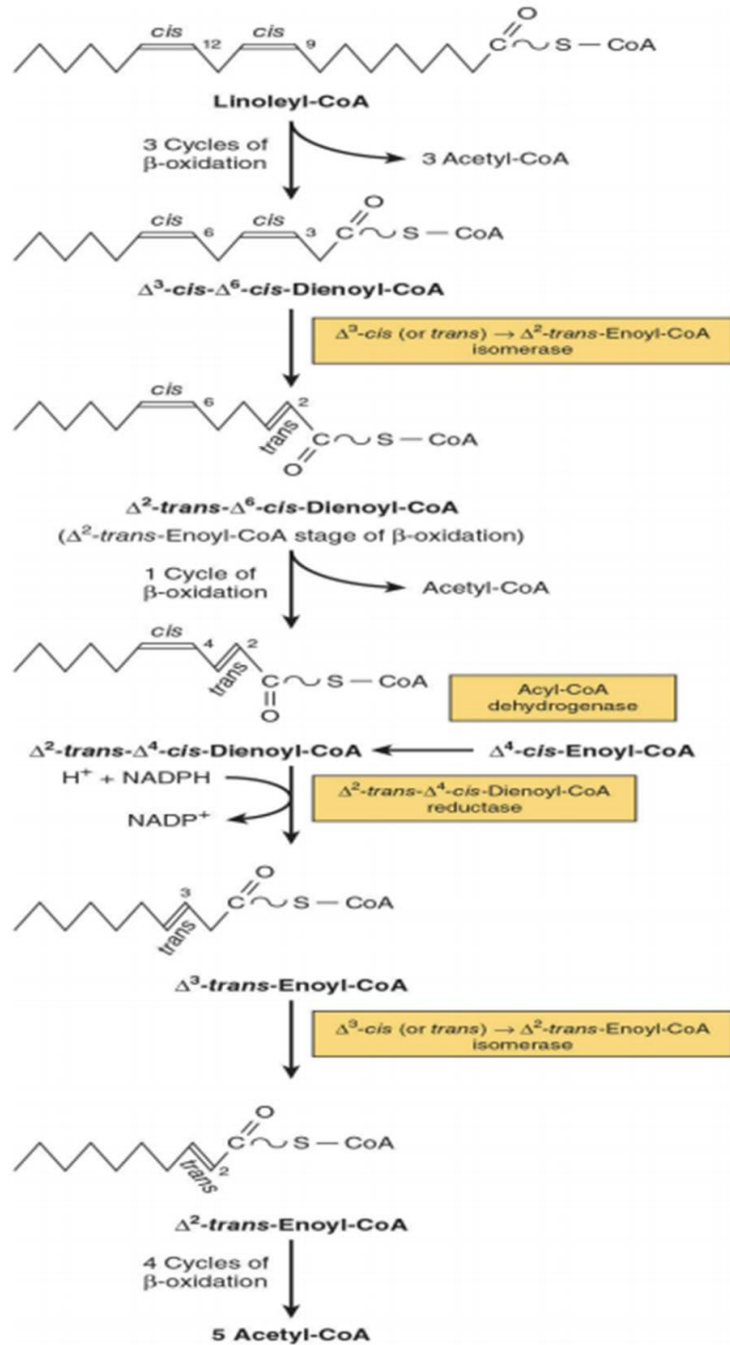 cis 12 cis 9 C O S — CoA
Linoleyl-CoA
3 Cycles of
β-oxidation
3 Acetyl-CoA
cis 6 cis 3 C O S — CoA
Δ³-cis-Δ⁶-cis-Dienoyl-CoA
Δ³-cis (or trans) → Δ²-trans-Enoyl-CoA
isomerase
cis 6 trans 2 C O S — CoA
Δ²-trans-Δ⁶-cis-Dienoyl-CoA
(Δ²-trans-Enoyl-CoA stage of β-oxidation)
1 Cycle of
β-oxidation
Acetyl-CoA
cis 4 trans 2 C O S — CoA
Acyl-CoA
dehydrogenase
Δ²-trans-Δ⁴-cis-Dienoyl-CoA
Δ⁴-cis-Enoyl-CoA
H⁺ + NADPH
NADP⁺
Δ²-trans-Δ⁴-cis-Dienoyl-CoA
reductase
3 trans C O S — CoA
Δ³-trans-Enoyl-CoA
Δ³-cis (or trans) → Δ²-trans-Enoyl-CoA
isomerase
trans 2 C O S — CoA
Δ²-trans-Enoyl-CoA
4 Cycles of
β-oxidation
5 Acetyl-CoA